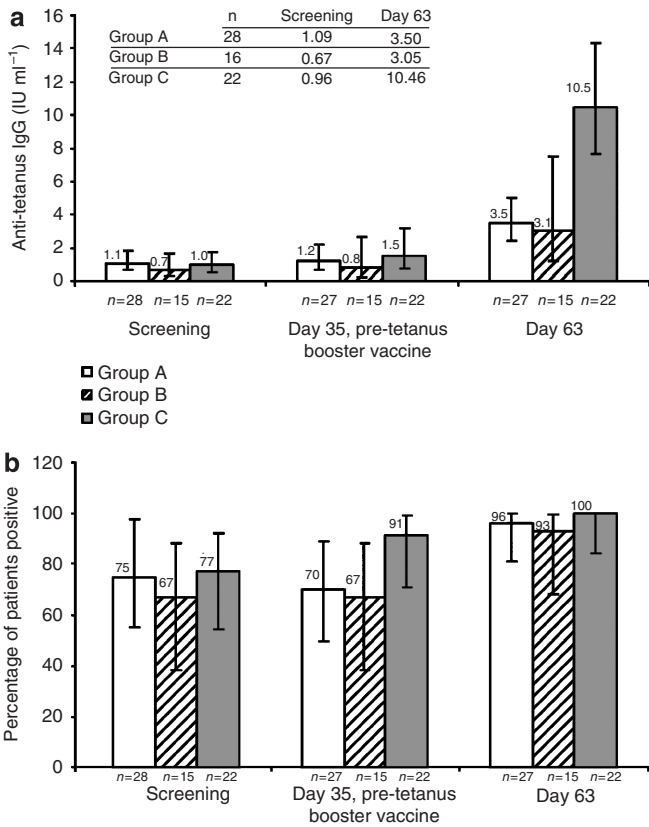 a
n Screening Day 63
Group A 28 1.09 3.50
Group B 16 0.67 3.05
Group C 22 0.96 10.46
Anti-tetanus IgG (IU ml⁻¹)
16
14
12
10
8
6
4
2
0
1.1 0.7 1.0 1.2 0.8 1.5 3.5 3.1 10.5
n=28 n=15 n=22 n=27 n=15 n=22 n=27 n=15 n=22
Screening Day 35, pre-tetanus Day 63
booster vaccine
Group A
Group B
Group C
b
Percentage of patients positive
120
100
80
60
40
20
0
75 67 77 70 67 91 96 93 100
n=28 n=15 n=22 n=27 n=15 n=22 n=27 n=15 n=22
Screening Day 35, pre-tetanus Day 63
booster vaccine